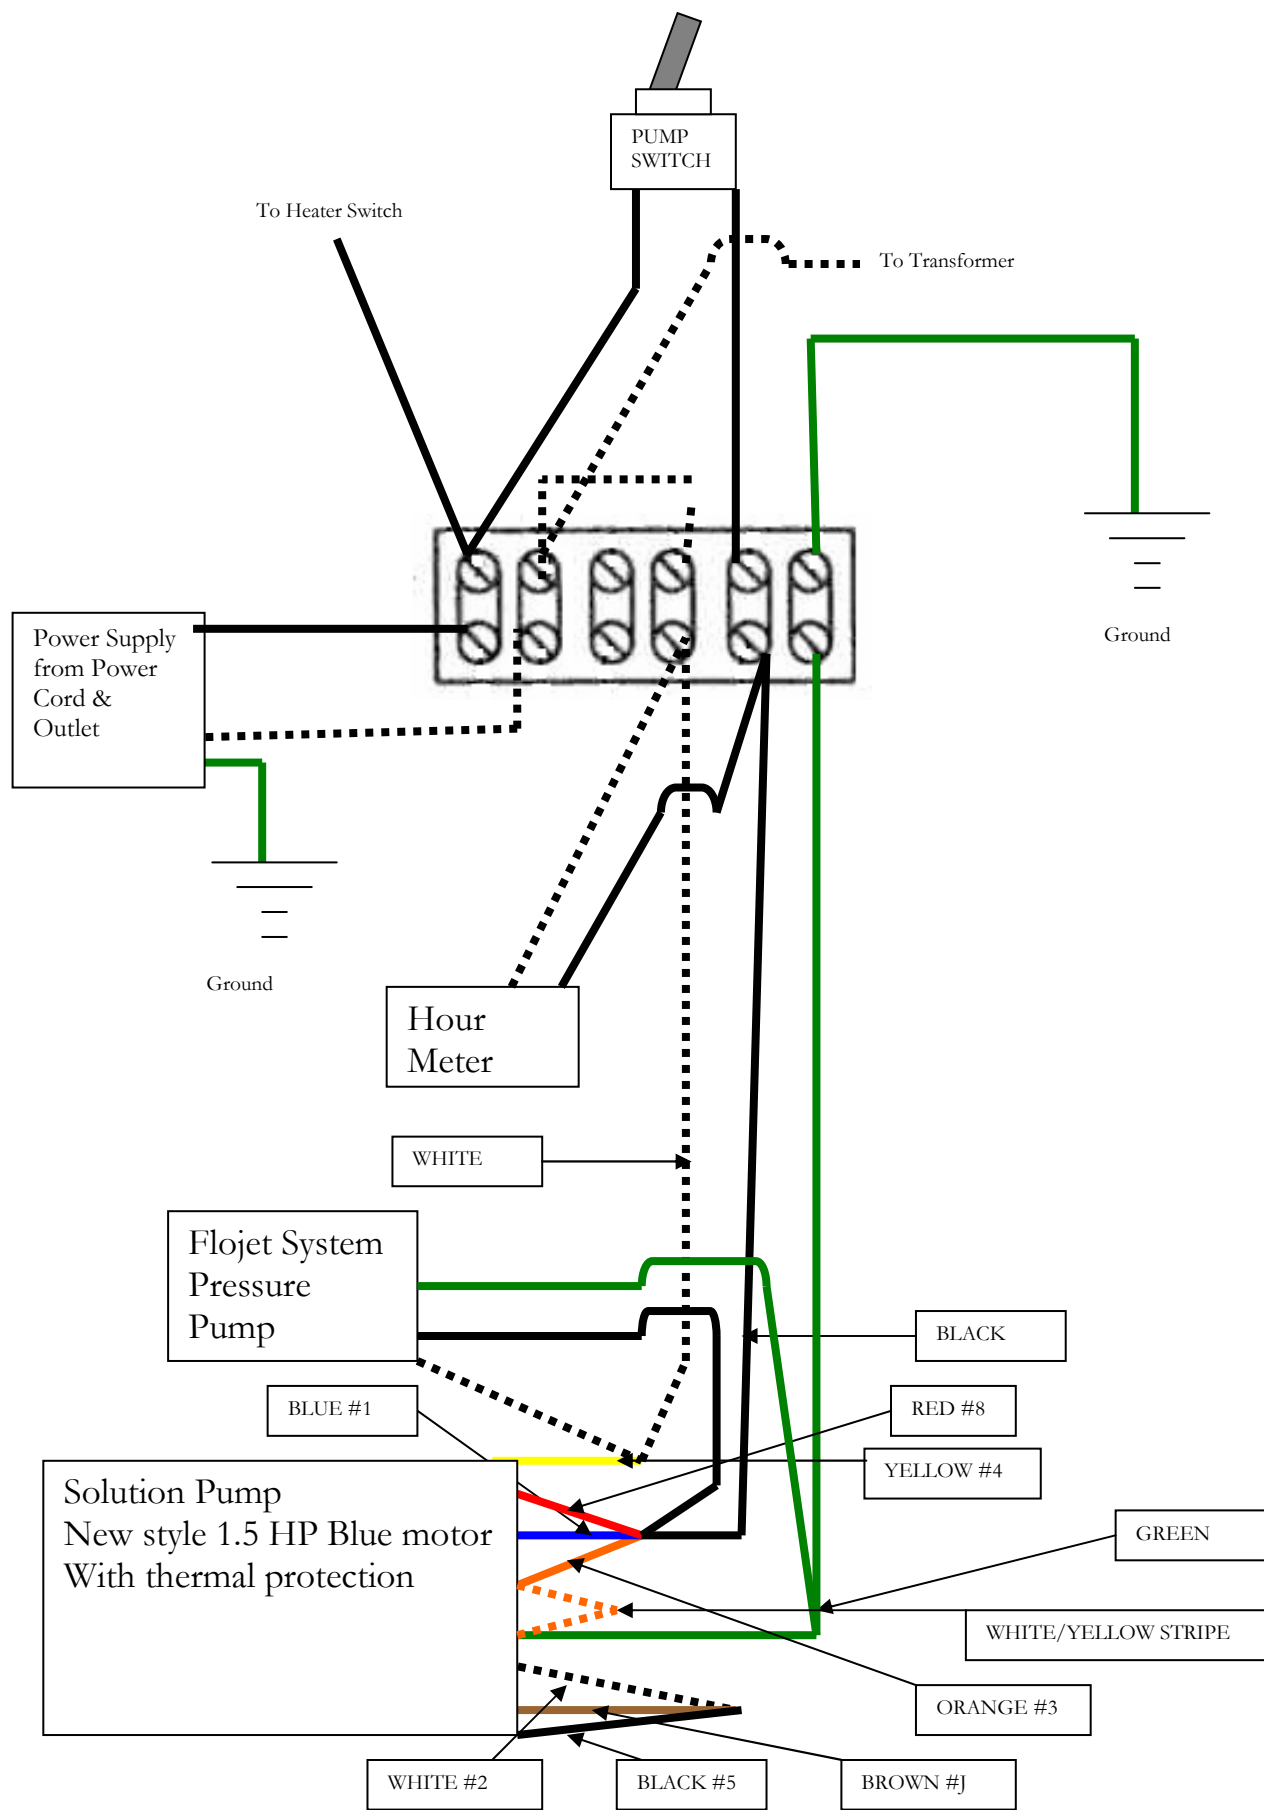 PUMP
SWITCH
To Heater Switch
To Transformer
Power Supply
from Power
Cord &
Outlet
Ground
Ground
Hour
Meter
WHITE
Flojet System
Pressure
Pump
BLACK
BLUE #1
RED #8
YELLOW #4
Solution Pump
New style 1.5 HP Blue motor
With thermal protection
GREEN
WHITE/YELLOW STRIPE
ORANGE #3
WHITE #2
BLACK #5
BROWN #J